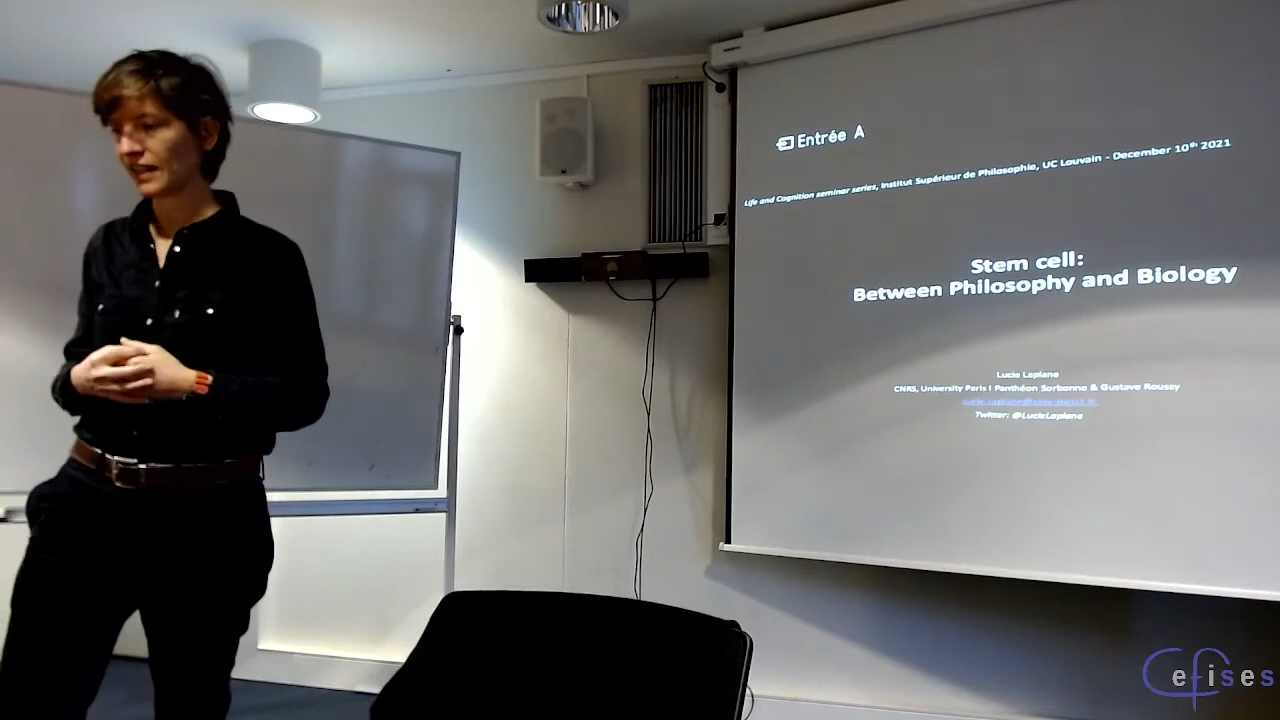 Entrée A
Life and Cognition seminar series, Institut Supérieur de Philosophie, UC Louvain - December 10th 2021
Stem cell:
Between Philosophy and Biology
Lucie Laplane
CNRS, University Paris I Panthéon Sorbonne & Gustave Roussy
Twitter: @LucieLaplane
Cefises